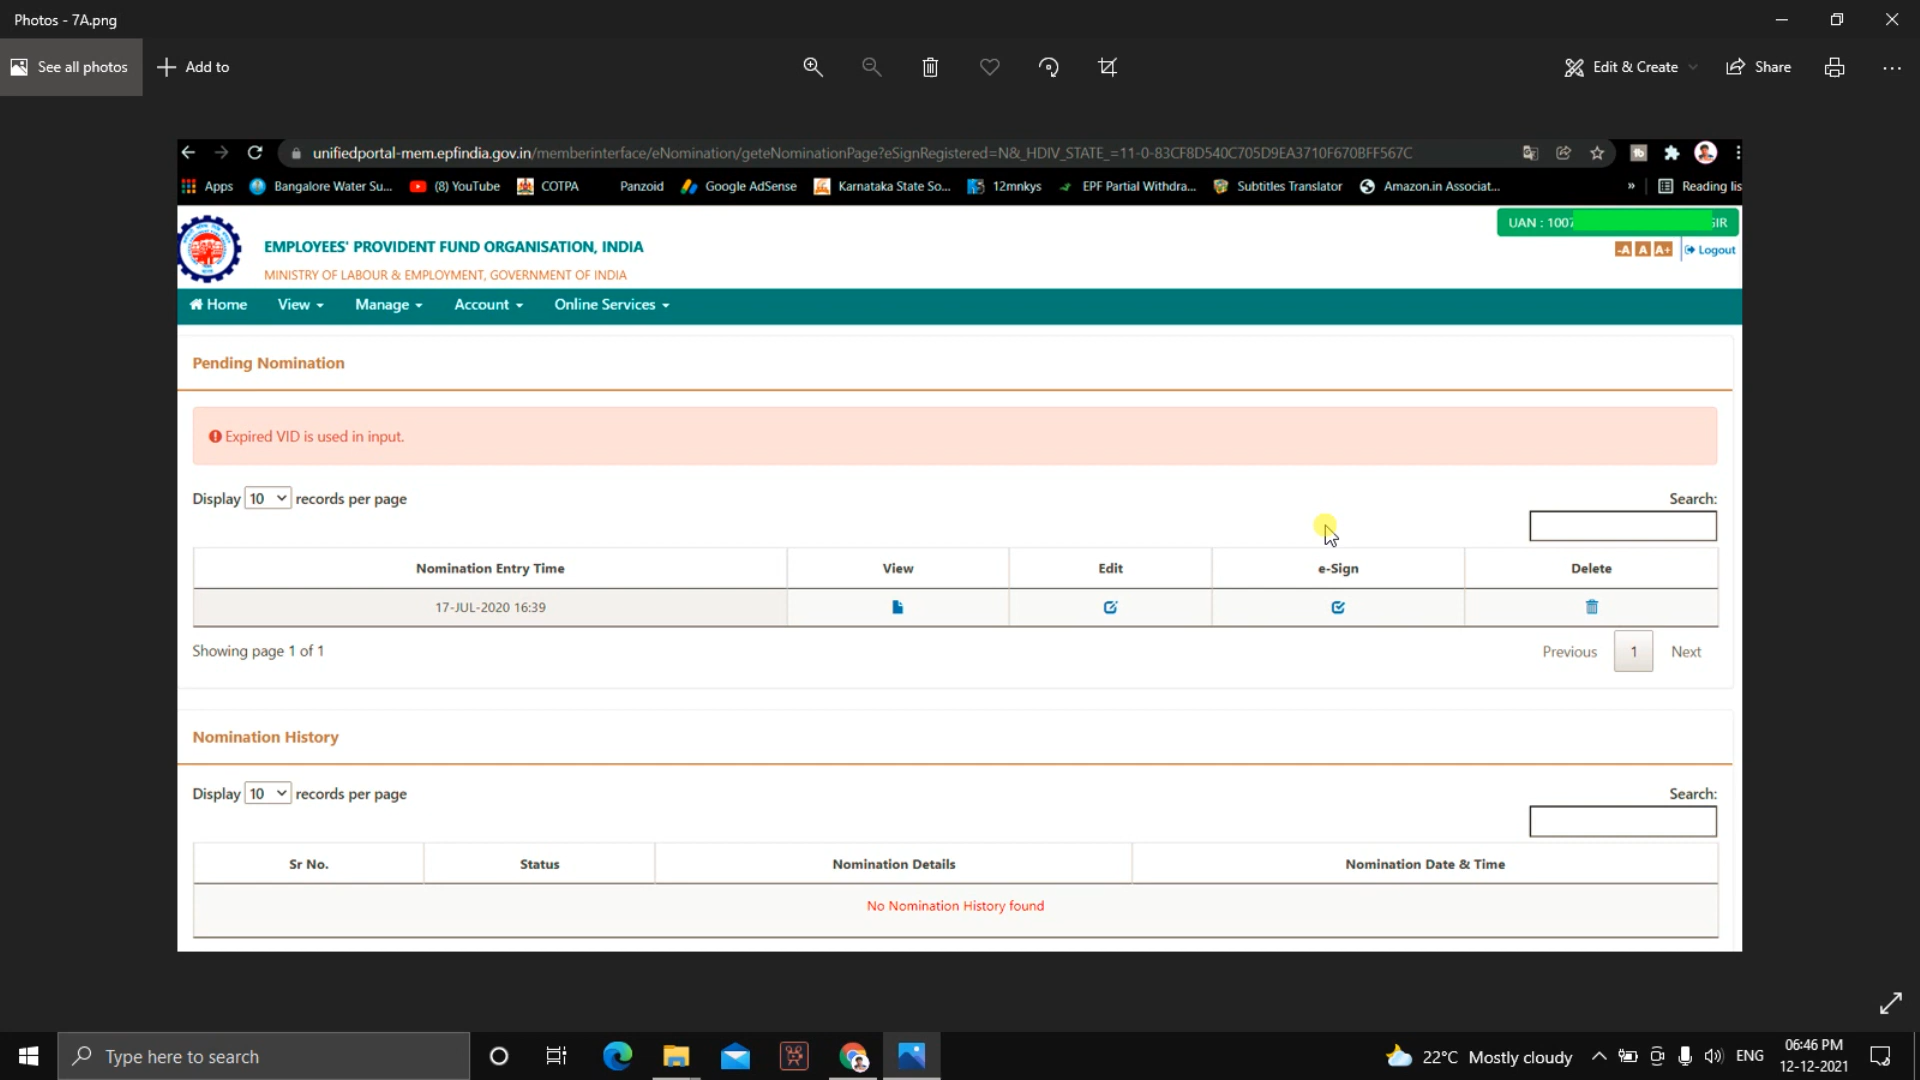 Photos - 7A.png
See all photos
Add to
Edit & Create
Share
unifiedportal-mem.epfindia.gov.in/memberinterface/eNomination/geteNominationPage?eSignRegistered=N&_HDIV_STATE_=11-0-83CF8D540C705D9EA3710F670BFF567C
Apps Bangalore Water Su... (8) YouTube COTPA Panzoid Google AdSense Karnataka State So... 12mnkys EPF Partial Withdra... Subtitles Translator Amazon.in Associat... » Reading lis
UAN : 1007 GIR
EMPLOYEES' PROVIDENT FUND ORGANISATION, INDIA
-A A A+ Logout
MINISTRY OF LABOUR & EMPLOYMENT, GOVERNMENT OF INDIA
Home View Manage Account Online Services
Pending Nomination
Expired VID is used in input.
Display 10 records per page
Search:
Nomination Entry Time View Edit e-Sign Delete
17-JUL-2020 16:39
Showing page 1 of 1
Previous 1 Next
Nomination History
Display 10 records per page
Search:
Sr No. Status Nomination Details Nomination Date & Time
No Nomination History found
Type here to search
22°C Mostly cloudy
ENG
06:46 PM
12-12-2021